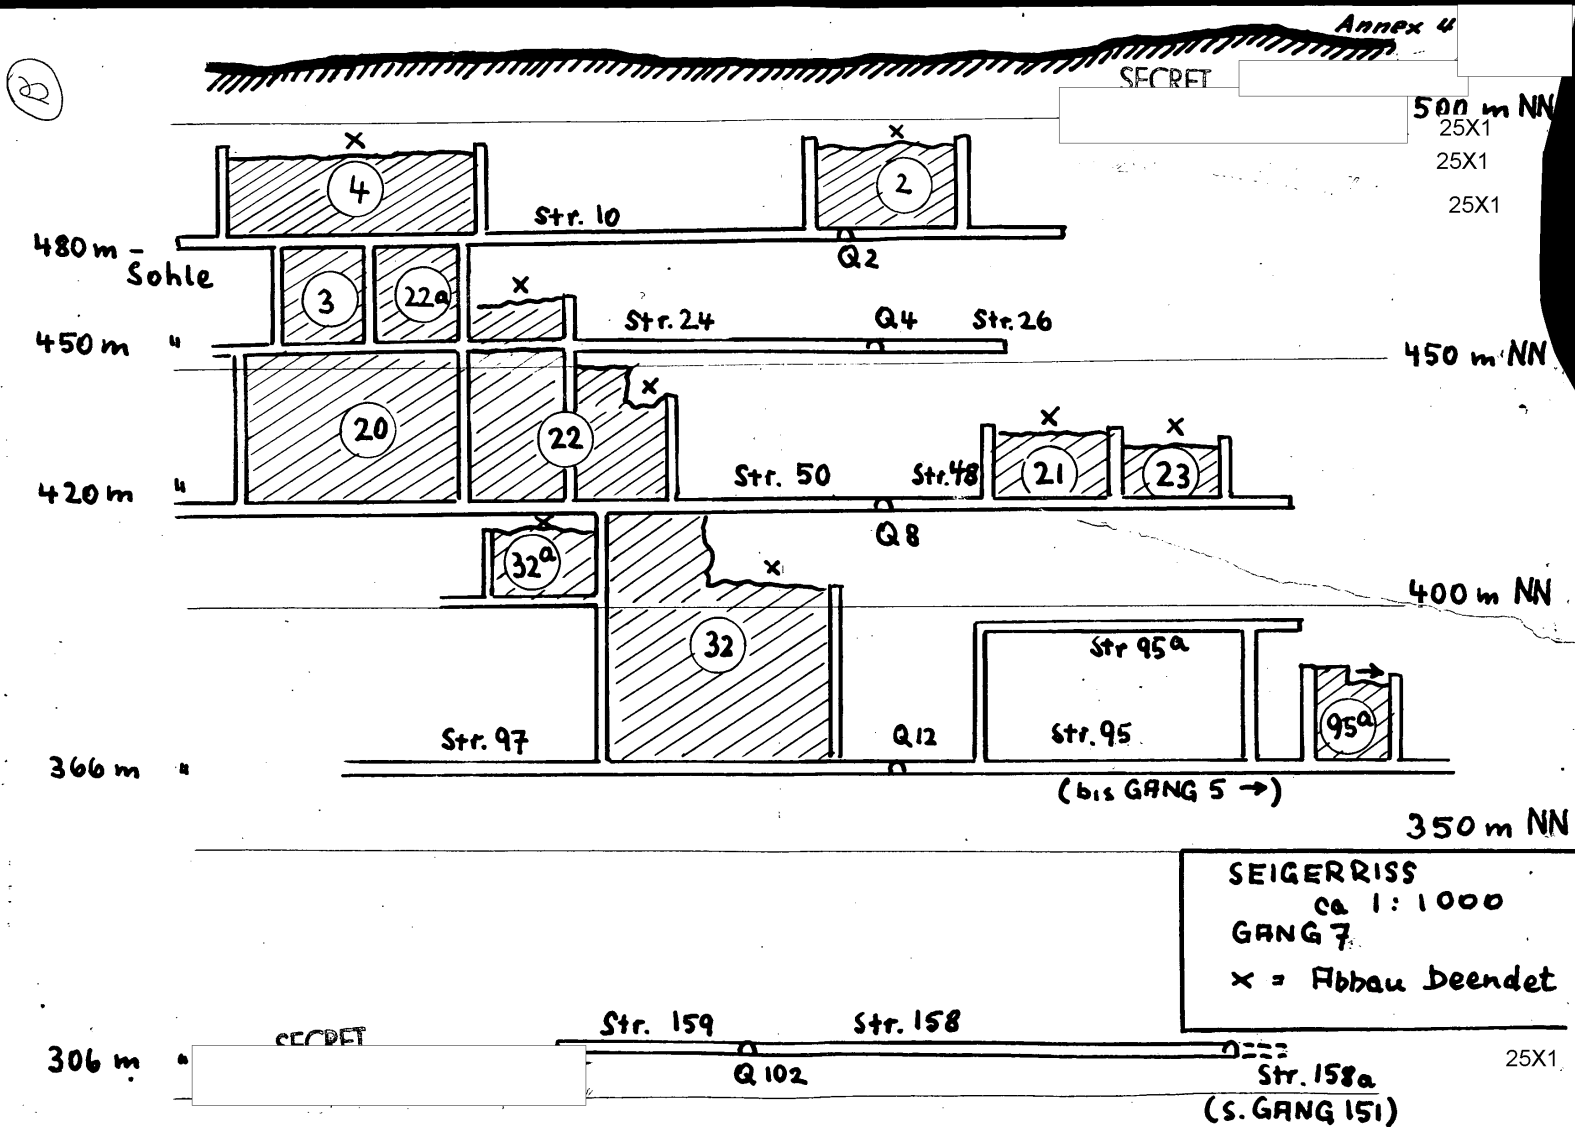 Annex 4
SECRET
500 m NN
25X1
25X1
25X1
4
2
Str. 10
480 m -
Sohle
Q2
3
22a
Str. 24
Q4
Str. 26
450 m "
450 m NN
20
22
21
23
420 m "
Str. 50
Str. 48
Q8
32a
400 m NN
32
Str 95a
95a
Str. 97
Q12
Str. 95
366 m "
(bis GANG 5 →)
350 m NN
SEIGERRISS
ca 1:1000
GANG 7
x = Abbau beendet
SECRET
Str. 159
Str. 158
306 m "
Q 102
Str. 158a
25X1
(s. GANG 151)